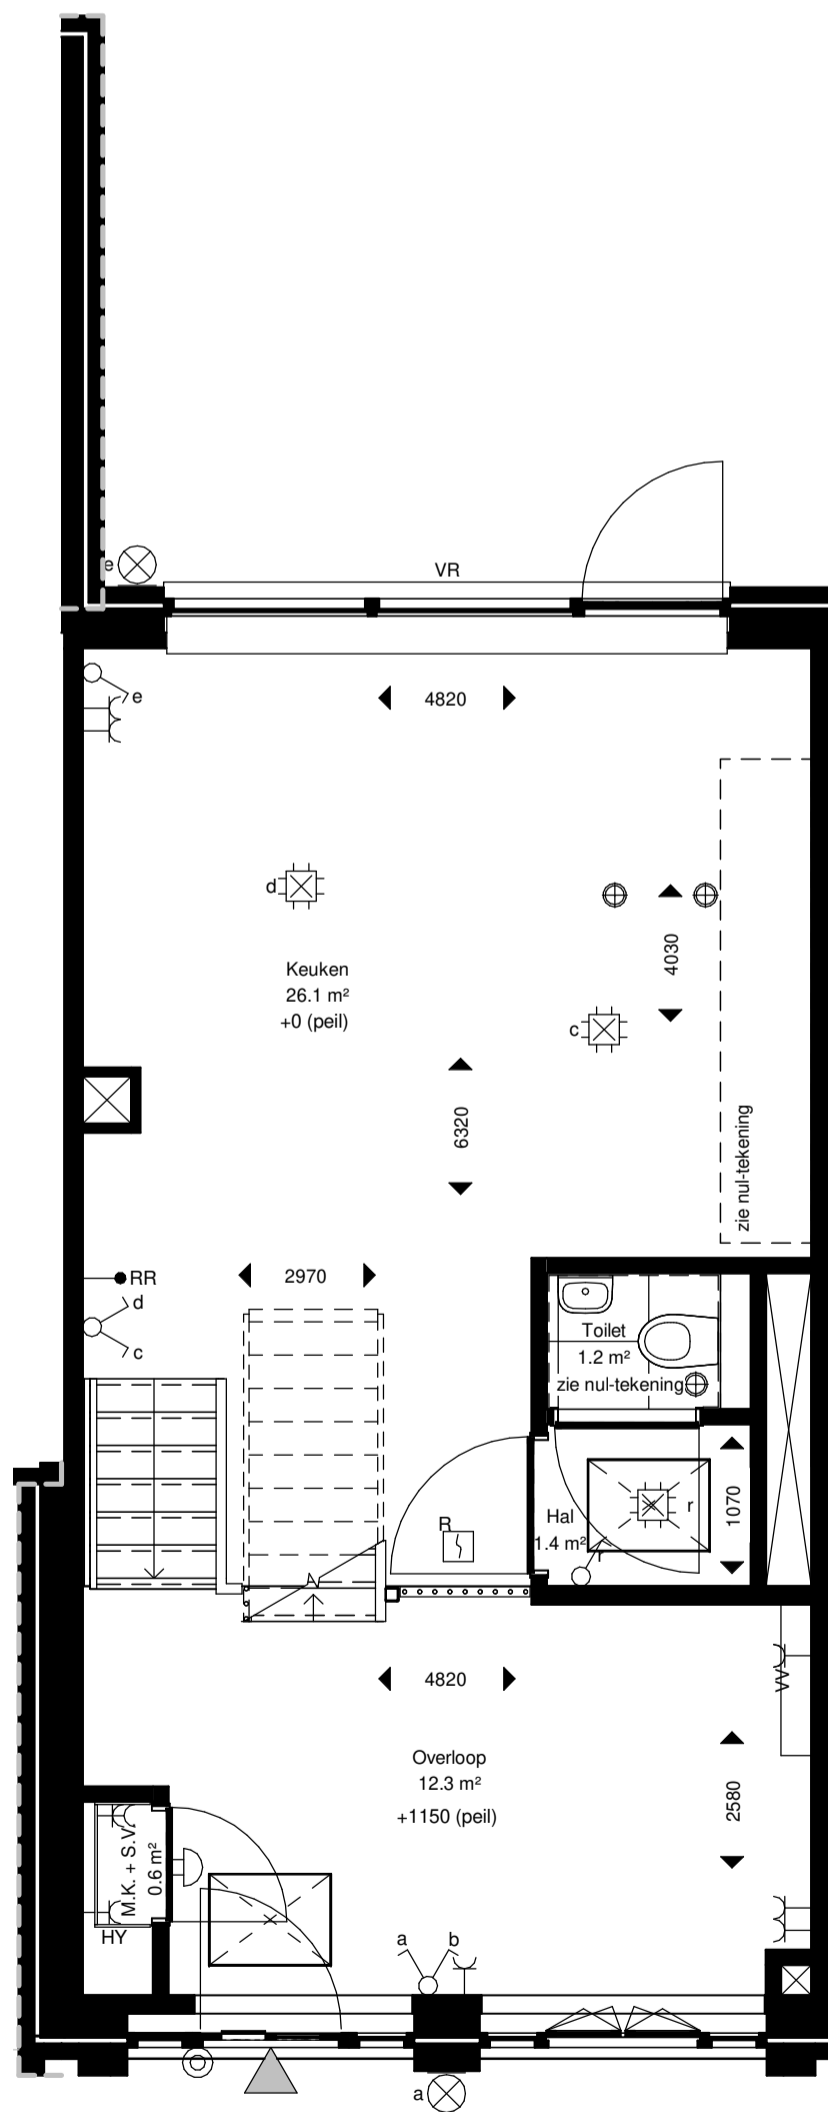 e
VR
e
4820
d
4030
Keuken
26.1 m²
+0 (peil)
c
6320
zie nul-tekening
RR
2970
d
c
Toilet
1.2 m²
zie nul-tekening
R
Hal
1.4 m²
r
r
1070
4820
VV
Overloop
12.3 m²
+1150 (peil)
2580
M.K. + S.V.
0.6 m²
HY
a
b
a